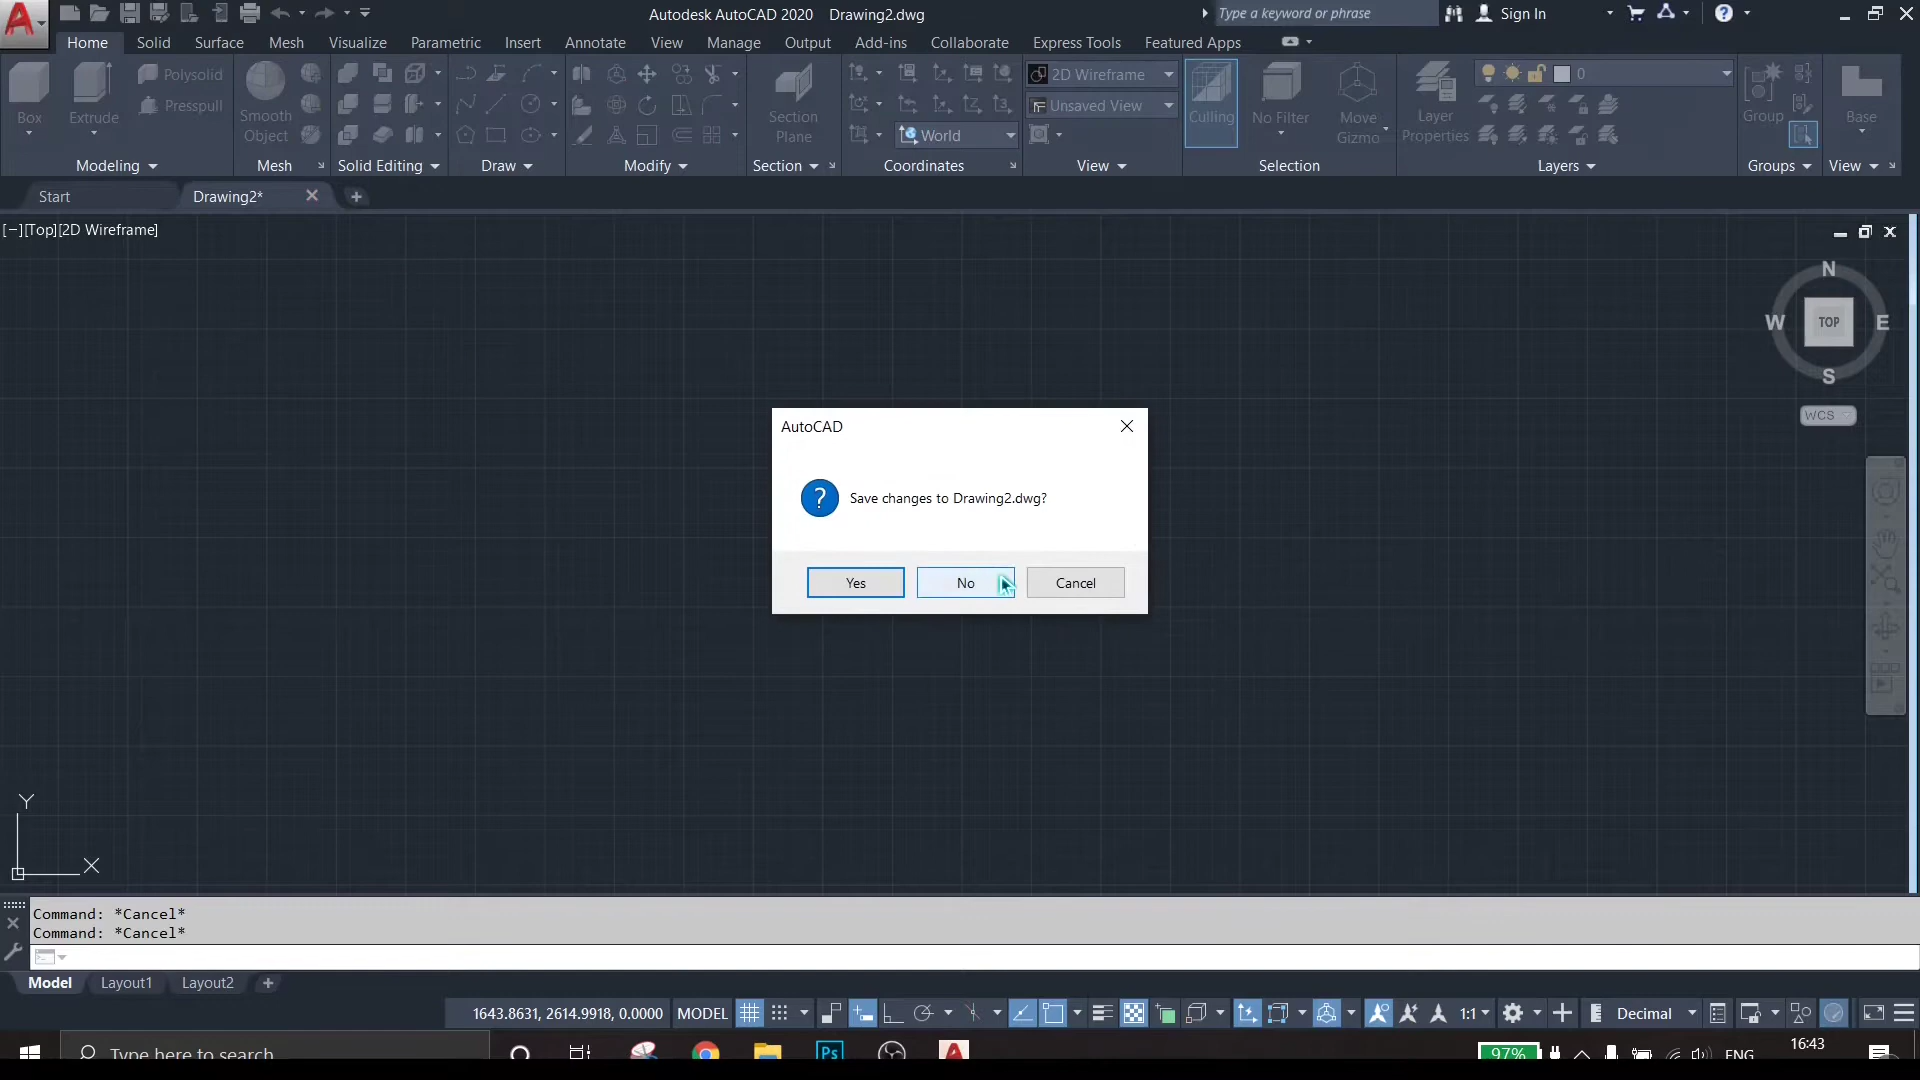 Autodesk AutoCAD 2020 Drawing2.dwg
Type a keyword or phrase
Sign In
Home Solid Surface Mesh Visualize Parametric Insert Annotate View Manage Output Add-ins Collaborate Express Tools Featured Apps
Box
Extrude
Polysolid
Presspull
Modeling
Smooth
Object
Mesh
Solid Editing
Draw
Modify
Section
Plane
Section
World
Coordinates
2D Wireframe
Unsaved View
View
Culling
No Filter
Move
Gizmo
Selection
Layer
Properties
0
Layers
Group
Groups
Base
View
Start
Drawing2*
[−][Top][2D Wireframe]
N
W
TOP
E
S
WCS
AutoCAD
Save changes to Drawing2.dwg?
Yes
No
Cancel
Y
X
Command: *Cancel*
Command: *Cancel*
Model Layout1 Layout2
1643.8631, 2614.9918, 0.0000
MODEL
1:1
Decimal
Type here to search
Ps
97%
ENG
16:43